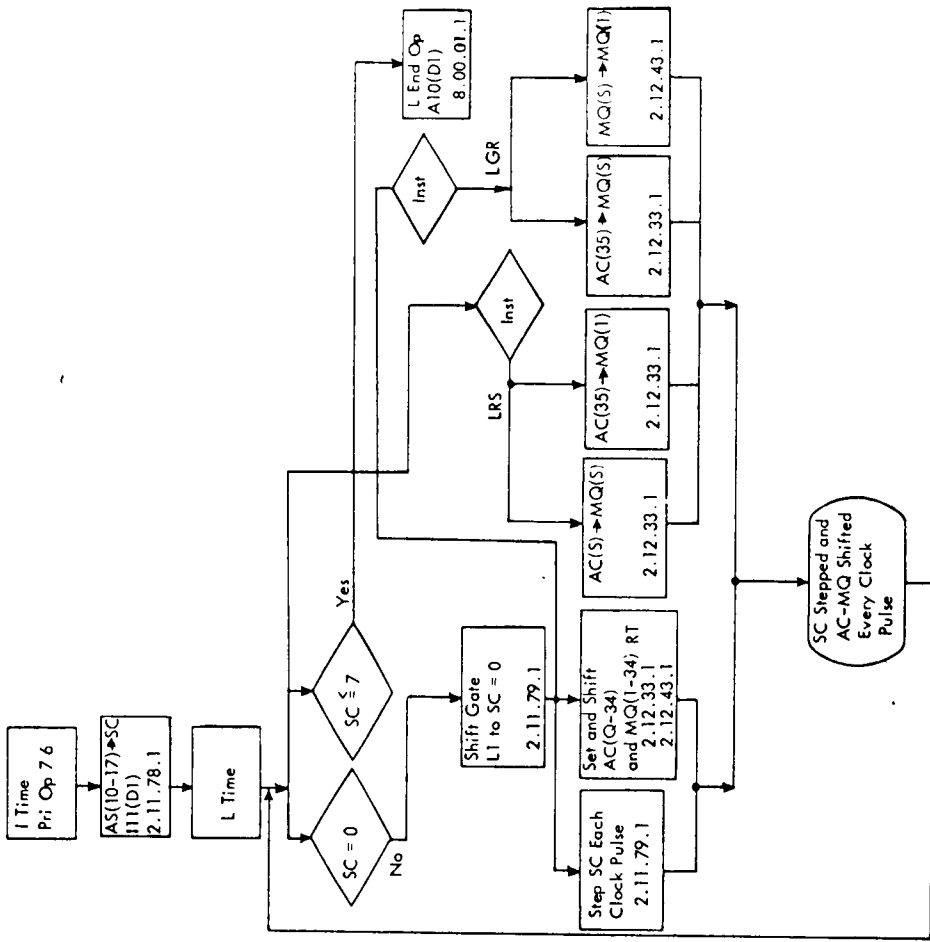 I Time
Pri Op 76
AS(10-17)→SC
I11(D1)
2.11.78.1
L Time
SC = 0
No
SC ≤ 7
Yes
L End Op
A10(D1)
8.00.01.1
Shift Gate
L1 to SC = 0
2.11.79.1
Inst
LRS
Inst
LGR
Step SC Each
Clock Pulse
2.11.79.1
Set and Shift
AC(Q-34)
and MQ(1-34) RT
2.12.33.1
2.12.43.1
AC(S)→MQ(S)
2.12.33.1
AC(35)→MQ(1)
2.12.33.1
AC(35)→MQ(S)
2.12.33.1
MQ(S)→MQ(1)
2.12.43.1
SC Stepped and
AC-MQ Shifted
Every Clock
Pulse